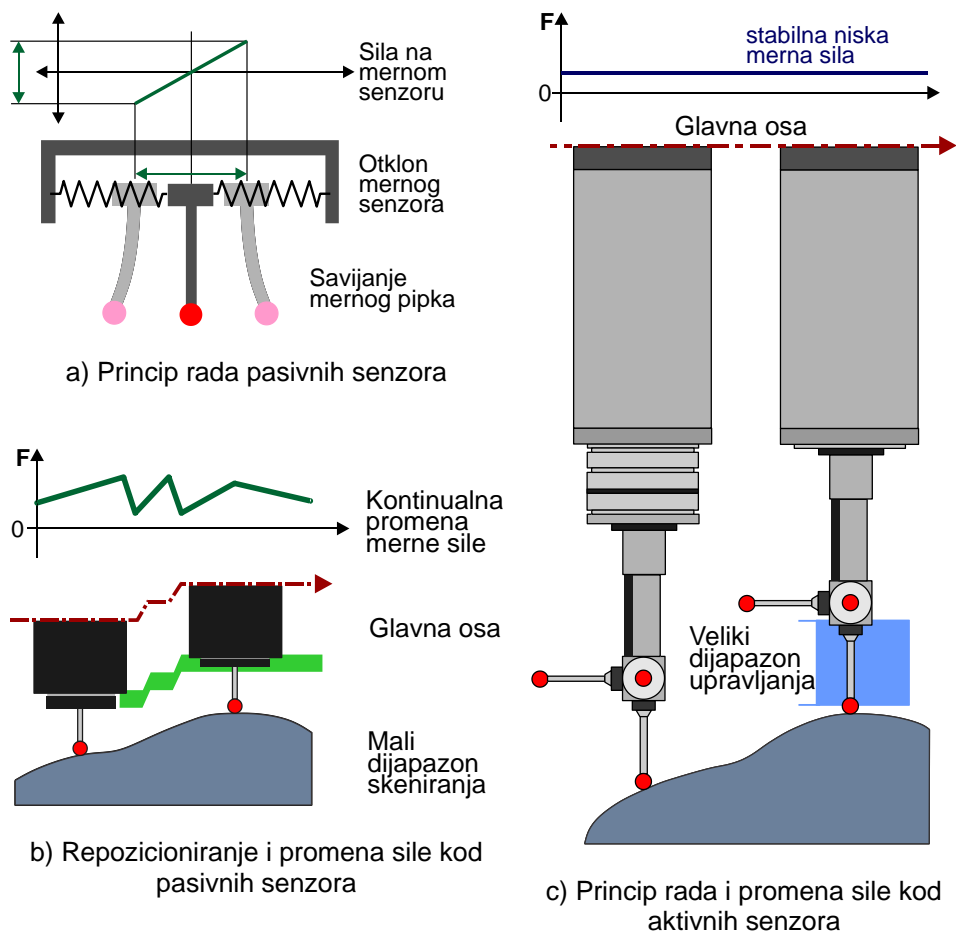 Sila na
mernom
senzoru
Otklon
mernog
senzora
Savijanje
mernog pipka
a) Princip rada pasivnih senzora
F
0
Kontinualna
promena
merne sile
Glavna osa
Mali
dijapazon
skeniranja
b) Repozicioniranje i promena sile kod
pasivnih senzora
F
stabilna niska
merna sila
0
Glavna osa
Veliki
dijapazon
upravljanja
c) Princip rada i promena sile kod
aktivnih senzora